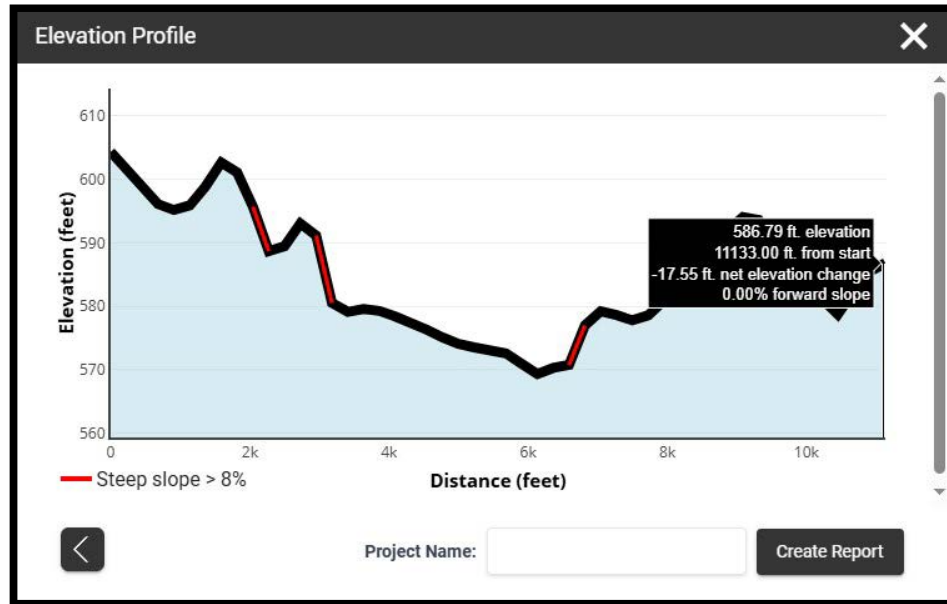 Elevation Profile
610
600
590
580
570
560
Elevation (feet)
586.79 ft. elevation
11133.00 ft. from start
-17.55 ft. net elevation change
0.00% forward slope
0 2k 4k 6k 8k 10k
Distance (feet)
Steep slope > 8%
Project Name:
Create Report